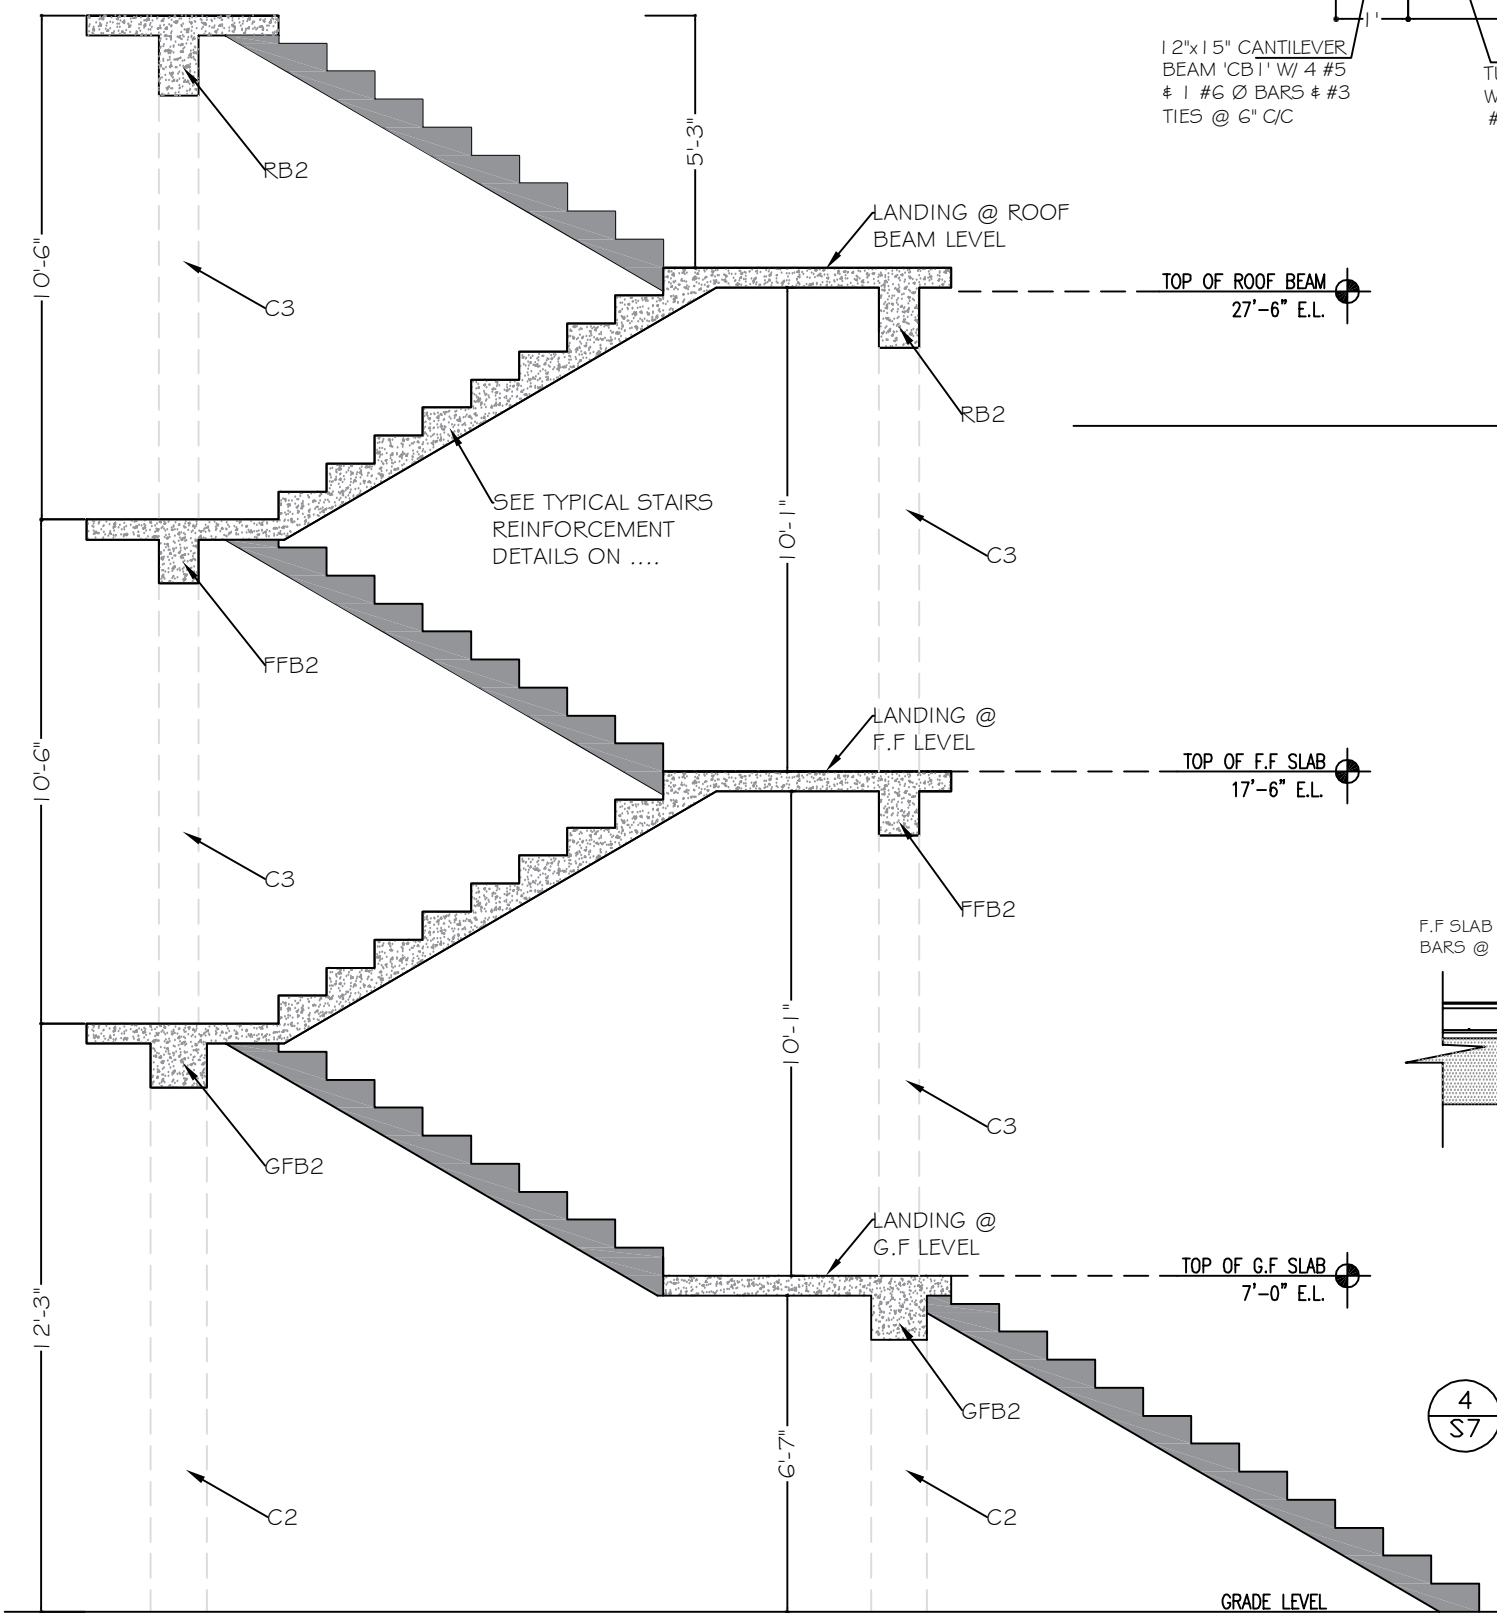 1'
12"x15" CANTILEVER
BEAM 'CB1' W/ 4 #5
& 1 #6 Ø BARS & #3
TIES @ 6" C/C
5'-3"
RB2
LANDING @ ROOF
BEAM LEVEL
10'-6"
C3
TOP OF ROOF BEAM
27'-6" E.L.
RB2
SEE TYPICAL STAIRS
REINFORCEMENT
DETAILS ON ....
10'-1"
C3
FFB2
LANDING @
F.F LEVEL
10'-6"
TOP OF F.F SLAB
17'-6" E.L.
C3
FFB2
F.F SLAB
BARS @
10'-1"
C3
GFB2
LANDING @
G.F LEVEL
TOP OF G.F SLAB
7'-0" E.L.
12'-3"
GFB2
4
S7
6'-7"
C2
C2
GRADE LEVEL